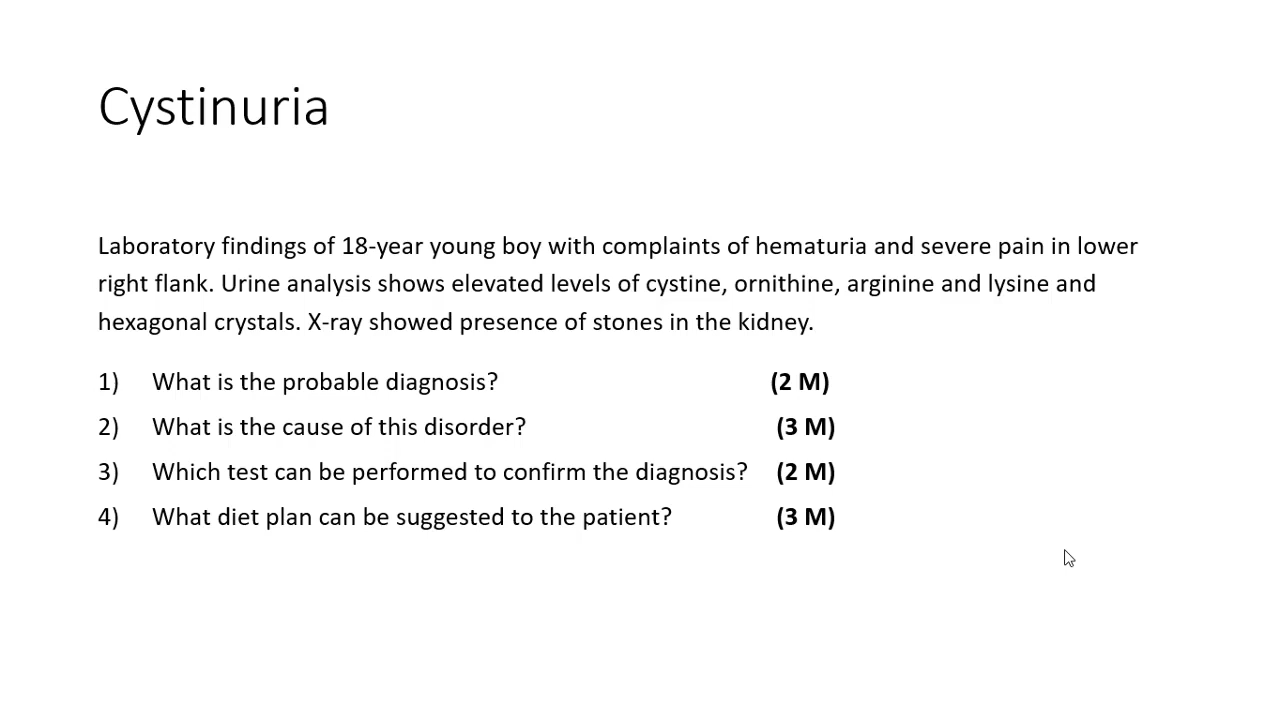 Cystinuria
Laboratory findings of 18-year young boy with complaints of hematuria and severe pain in lower
right flank. Urine analysis shows elevated levels of cystine, ornithine, arginine and lysine and
hexagonal crystals. X-ray showed presence of stones in the kidney.
1) What is the probable diagnosis? (2 M)
2) What is the cause of this disorder? (3 M)
3) Which test can be performed to confirm the diagnosis? (2 M)
4) What diet plan can be suggested to the patient? (3 M)